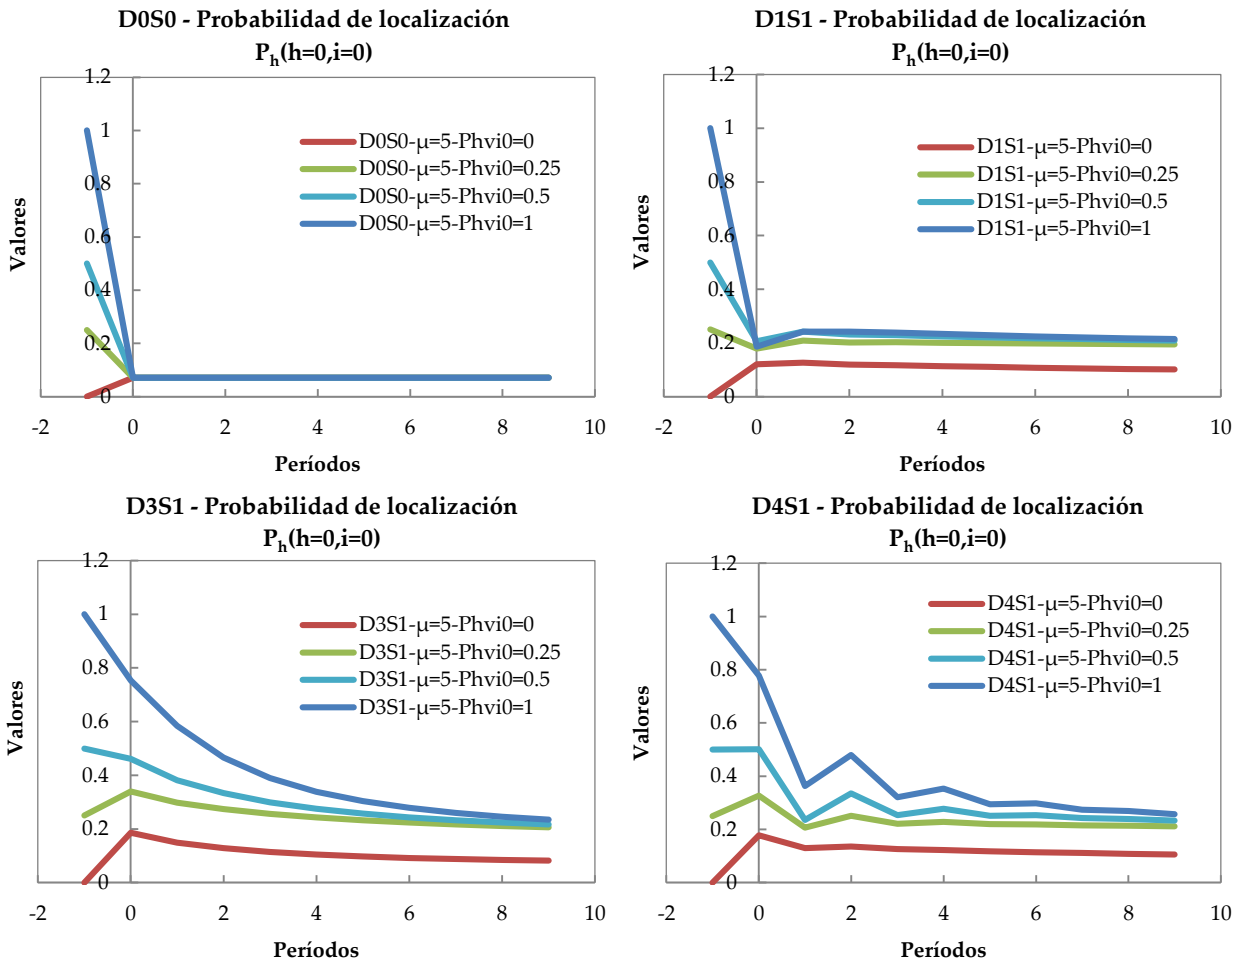 D0S0 - Probabilidad de localización
Pₕ(h=0,i=0)
1.2
1
0.8
0.6
0.4
0.2
0
Valores
D0S0-μ=5-Phvi0=0
D0S0-μ=5-Phvi0=0.25
D0S0-μ=5-Phvi0=0.5
D0S0-μ=5-Phvi0=1
-2 0 2 4 6 8 10
Períodos
D1S1 - Probabilidad de localización
Pₕ(h=0,i=0)
1.2
1
0.8
0.6
0.4
0.2
0
Valores
D1S1-μ=5-Phvi0=0
D1S1-μ=5-Phvi0=0.25
D1S1-μ=5-Phvi0=0.5
D1S1-μ=5-Phvi0=1
-2 0 2 4 6 8 10
Períodos
D3S1 - Probabilidad de localización
Pₕ(h=0,i=0)
1.2
1
0.8
0.6
0.4
0.2
0
Valores
D3S1-μ=5-Phvi0=0
D3S1-μ=5-Phvi0=0.25
D3S1-μ=5-Phvi0=0.5
D3S1-μ=5-Phvi0=1
-2 0 2 4 6 8 10
Períodos
D4S1 - Probabilidad de localización
Pₕ(h=0,i=0)
1.2
1
0.8
0.6
0.4
0.2
0
Valores
D4S1-μ=5-Phvi0=0
D4S1-μ=5-Phvi0=0.25
D4S1-μ=5-Phvi0=0.5
D4S1-μ=5-Phvi0=1
-2 0 2 4 6 8 10
Períodos